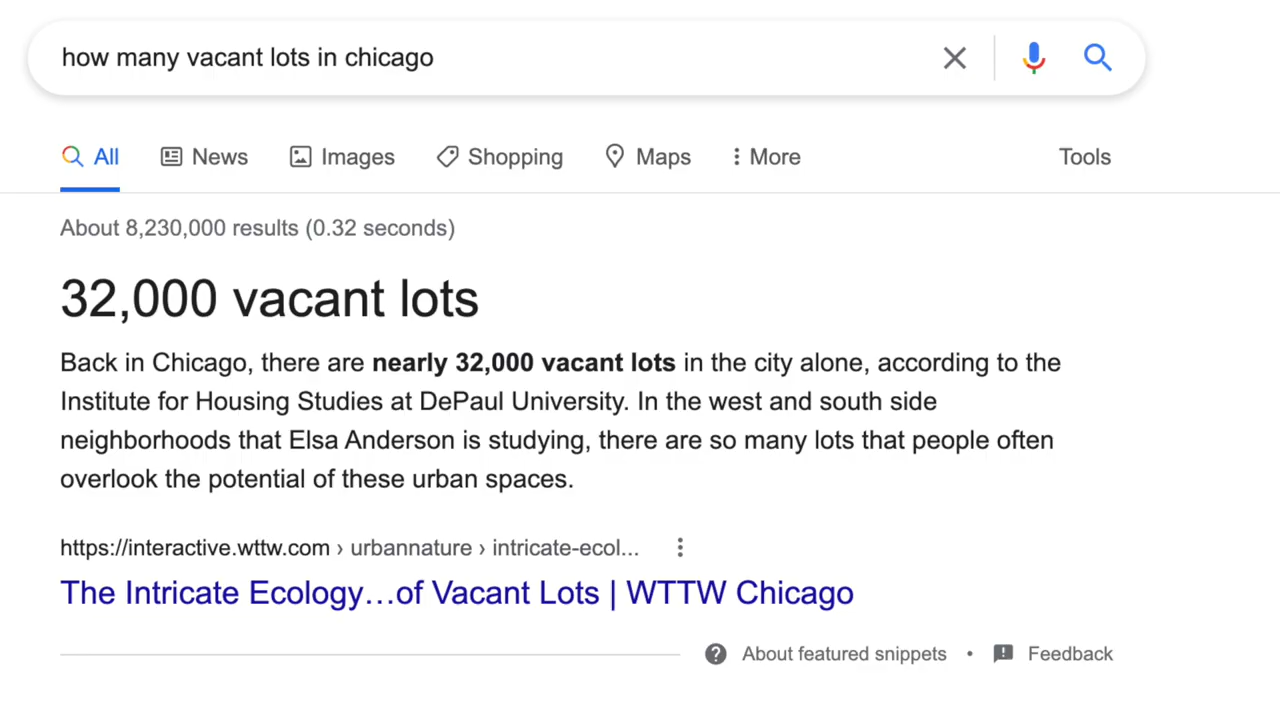 how many vacant lots in chicago
All News Images Shopping Maps More Tools
About 8,230,000 results (0.32 seconds)
32,000 vacant lots
Back in Chicago, there are nearly 32,000 vacant lots in the city alone, according to the
Institute for Housing Studies at DePaul University. In the west and south side
neighborhoods that Elsa Anderson is studying, there are so many lots that people often
overlook the potential of these urban spaces.
https://interactive.wttw.com › urbannature › intricate-ecol...
The Intricate Ecology…of Vacant Lots | WTTW Chicago
About featured snippets • Feedback